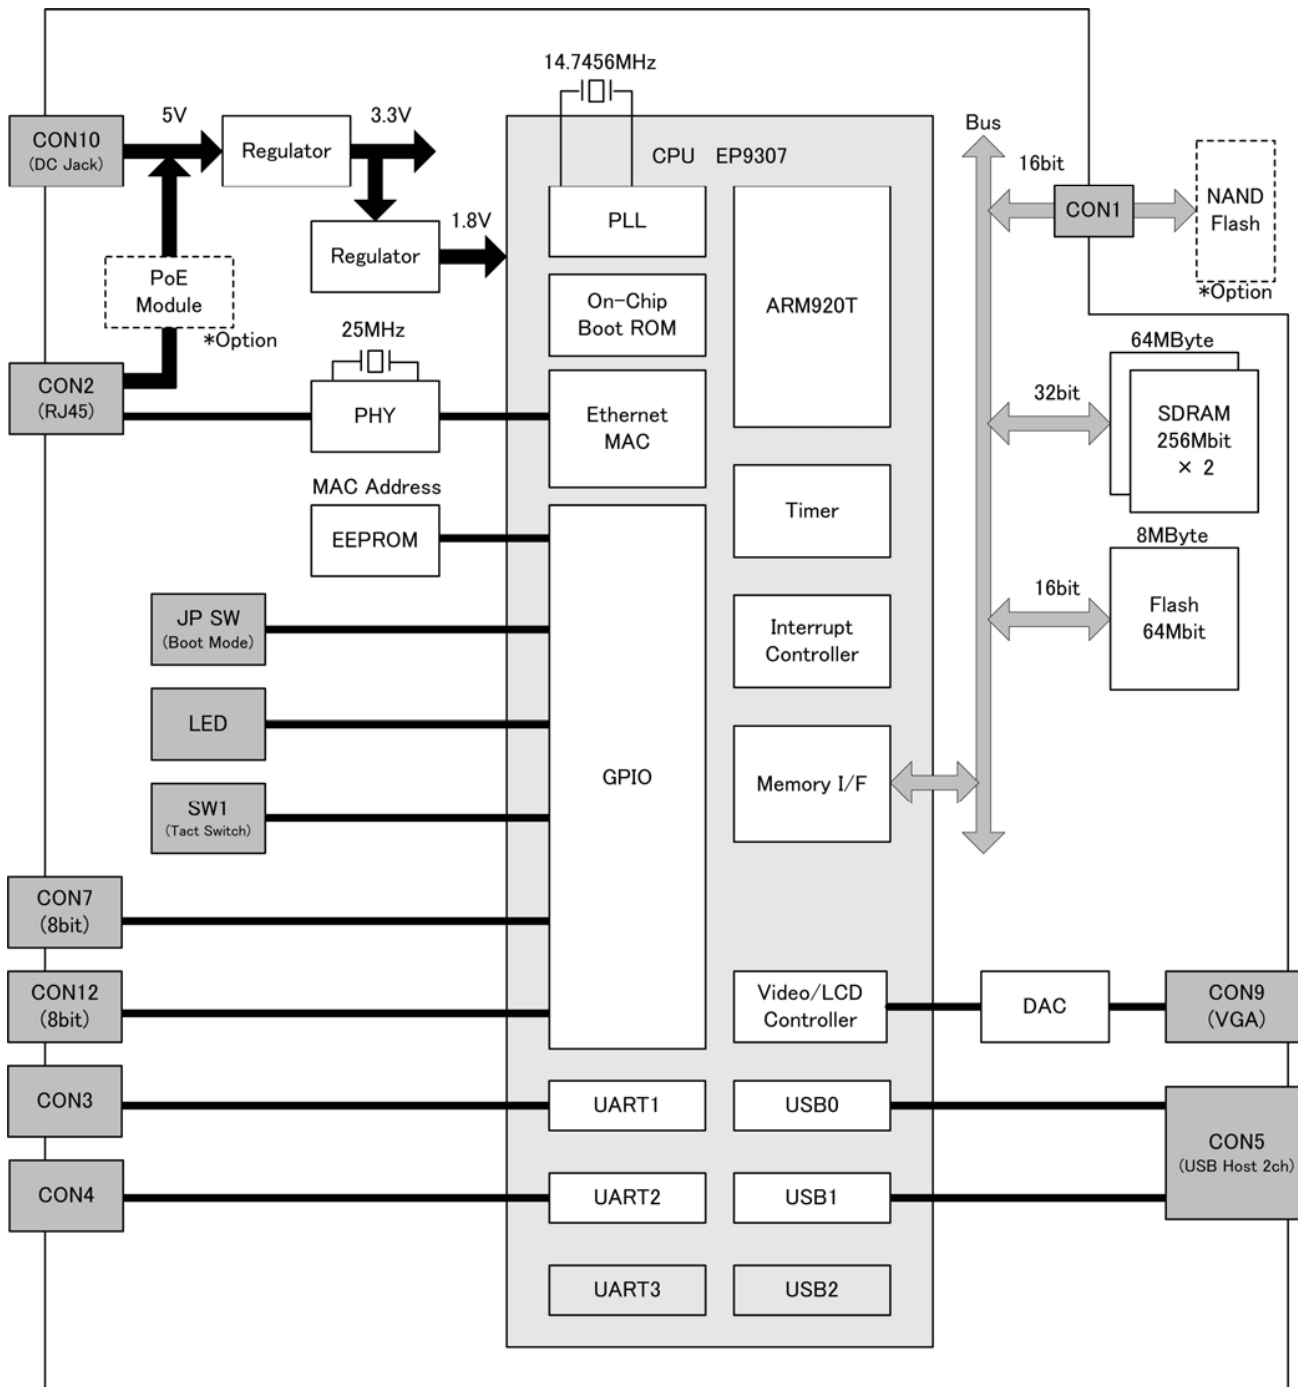 14.7456MHz
CON10
(DC Jack)
5V
Regulator
3.3V
CPU EP9307
Bus
16bit
CON1
NAND
Flash
*Option
PLL
ARM920T
Regulator
1.8V
PoE
Module
*Option
On-Chip
Boot ROM
25MHz
CON2
(RJ45)
PHY
Ethernet
MAC
64MByte
32bit
SDRAM
256Mbit
× 2
MAC Address
EEPROM
Timer
8MByte
16bit
Flash
64Mbit
JP SW
(Boot Mode)
Interrupt
Controller
LED
GPIO
Memory I/F
SW1
(Tact Switch)
CON7
(8bit)
CON12
(8bit)
Video/LCD
Controller
DAC
CON9
(VGA)
CON3
UART1
USB0
CON5
(USB Host 2ch)
CON4
UART2
USB1
UART3
USB2